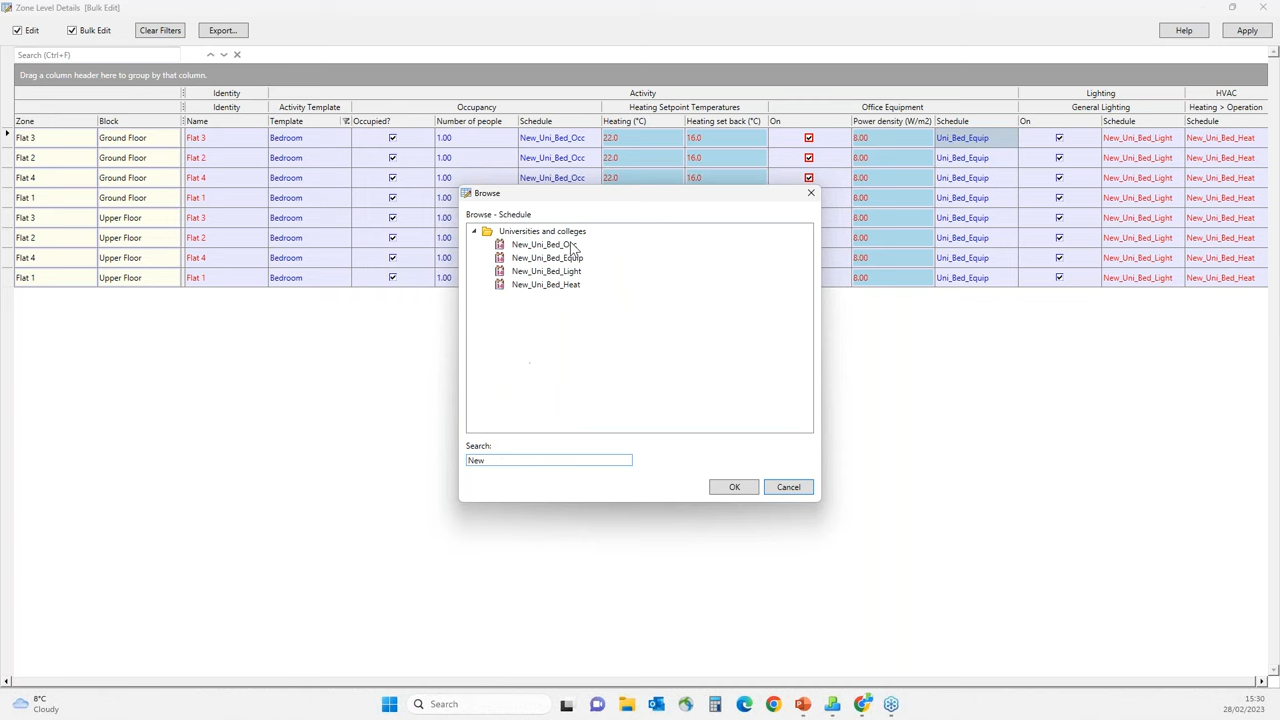 Zone Level Details [Bulk Edit]
Edit Bulk Edit Clear Filters Export... Help Apply
Search (Ctrl+F)
Drag a column header here to group by that column.
Identity Activity Lighting HVAC
Identity Activity Template Occupancy Heating Setpoint Temperatures Office Equipment General Lighting Heating > Operation
Zone Block Name Template Occupied? Number of people Schedule Heating (°C) Heating set back (°C) On Power density (W/m2) Schedule On Schedule Schedule
Flat 3 Ground Floor Flat 3 Bedroom 1.00 New_Uni_Bed_Occ 22.0 16.0 8.00 Uni_Bed_Equip New_Uni_Bed_Light New_Uni_Bed_Heat
Flat 2 Ground Floor Flat 2 Bedroom 1.00 New_Uni_Bed_Occ 22.0 16.0 8.00 Uni_Bed_Equip New_Uni_Bed_Light New_Uni_Bed_Heat
Flat 4 Ground Floor Flat 4 Bedroom 1.00 New_Uni_Bed_Occ 22.0 16.0 8.00 Uni_Bed_Equip New_Uni_Bed_Light New_Uni_Bed_Heat
Flat 1 Ground Floor Flat 1 Bedroom 1.00 8.00 Uni_Bed_Equip New_Uni_Bed_Light New_Uni_Bed_Heat
Flat 3 Upper Floor Flat 3 Bedroom 1.00 8.00 Uni_Bed_Equip New_Uni_Bed_Light New_Uni_Bed_Heat
Flat 2 Upper Floor Flat 2 Bedroom 1.00 8.00 Uni_Bed_Equip New_Uni_Bed_Light New_Uni_Bed_Heat
Flat 4 Upper Floor Flat 4 Bedroom 1.00 8.00 Uni_Bed_Equip New_Uni_Bed_Light New_Uni_Bed_Heat
Flat 1 Upper Floor Flat 1 Bedroom 1.00 8.00 Uni_Bed_Equip New_Uni_Bed_Light New_Uni_Bed_Heat
Browse
Browse - Schedule
Universities and colleges
New_Uni_Bed_Occ
New_Uni_Bed_Equip
New_Uni_Bed_Light
New_Uni_Bed_Heat
Search:
New
OK Cancel
8°C
Cloudy
Search
15:30
28/02/2023